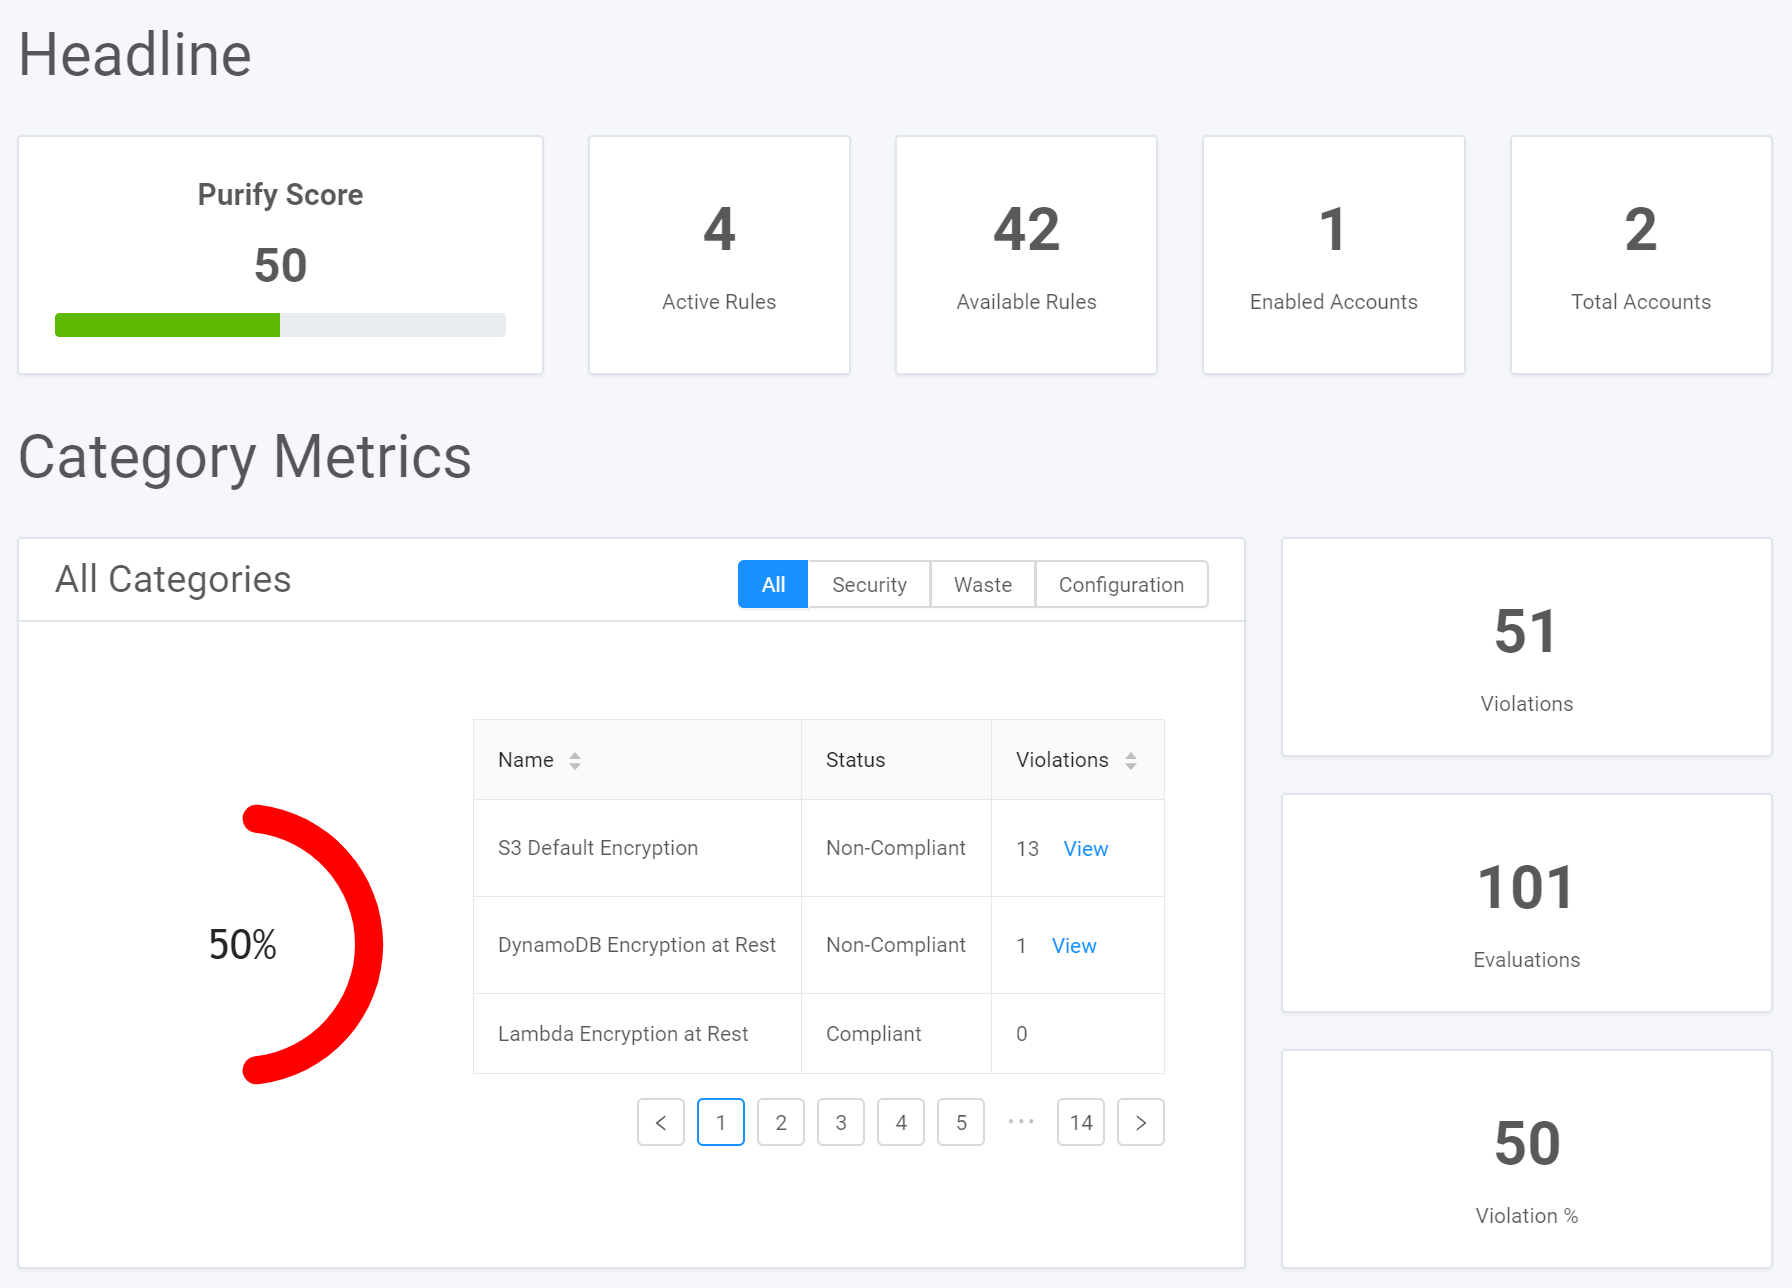 Headline
Purify Score
50
4
Active Rules
42
Available Rules
1
Enabled Accounts
2
Total Accounts
Category Metrics
All Categories
All Security Waste Configuration
50%
Name Status Violations
S3 Default Encryption Non-Compliant 13 View
DynamoDB Encryption at Rest Non-Compliant 1 View
Lambda Encryption at Rest Compliant 0
< 1 2 3 4 5 ··· 14 >
51
Violations
101
Evaluations
50
Violation %